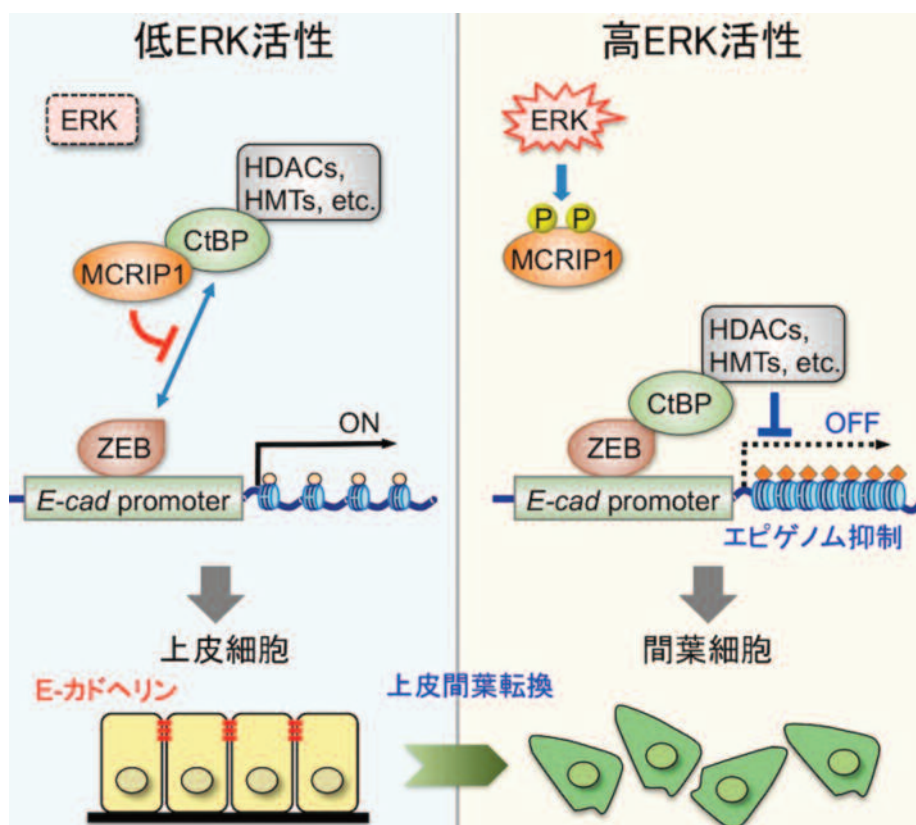 低ERK活性
ERK
HDACs,
HMTs, etc.
CtBP
MCRIP1
ZEB
ON
E-cad promoter
上皮細胞
E-カドヘリン
高ERK活性
ERK
P P
MCRIP1
HDACs,
HMTs, etc.
CtBP
ZEB
OFF
E-cad promoter
エピゲノム抑制
間葉細胞
上皮間葉転換